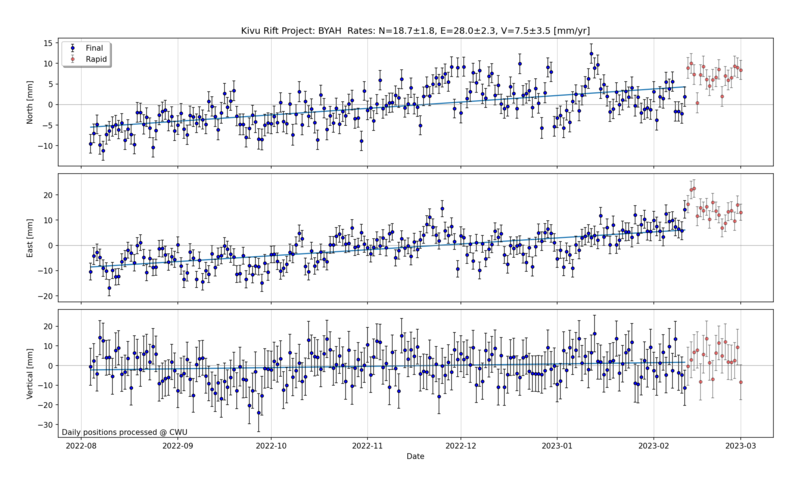 Kivu Rift Project: BYAH  Rates: N=18.7±1.8, E=28.0±2.3, V=7.5±3.5 [mm/yr]
Final
Rapid
North [mm]
15
10
5
0
−5
−10
East [mm]
20
10
0
−10
−20
Vertical [mm]
20
10
0
−10
−20
−30
Daily positions processed @ CWU
2022-08 2022-09 2022-10 2022-11 2022-12 2023-01 2023-02 2023-03
Date